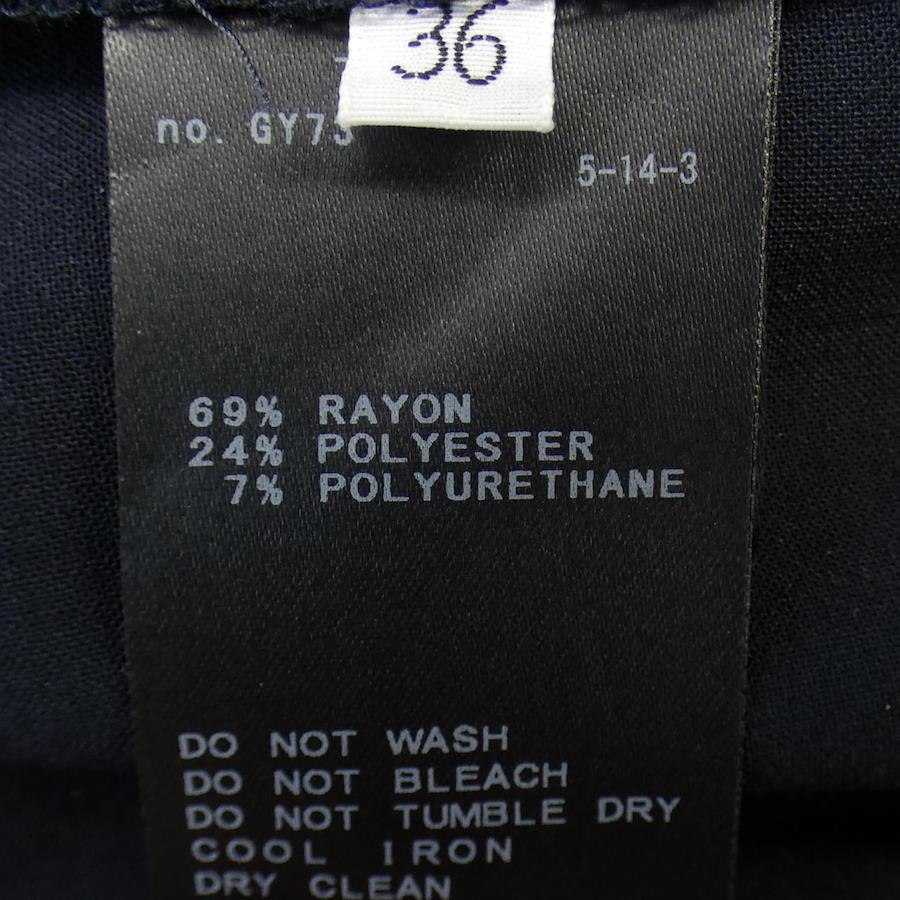 36
no. GY75
5-14-3
69% RAYON
24% POLYESTER
7% POLYURETHANE
DO NOT WASH
DO NOT BLEACH
DO NOT TUMBLE DRY
COOL IRON
DRY CLEAN